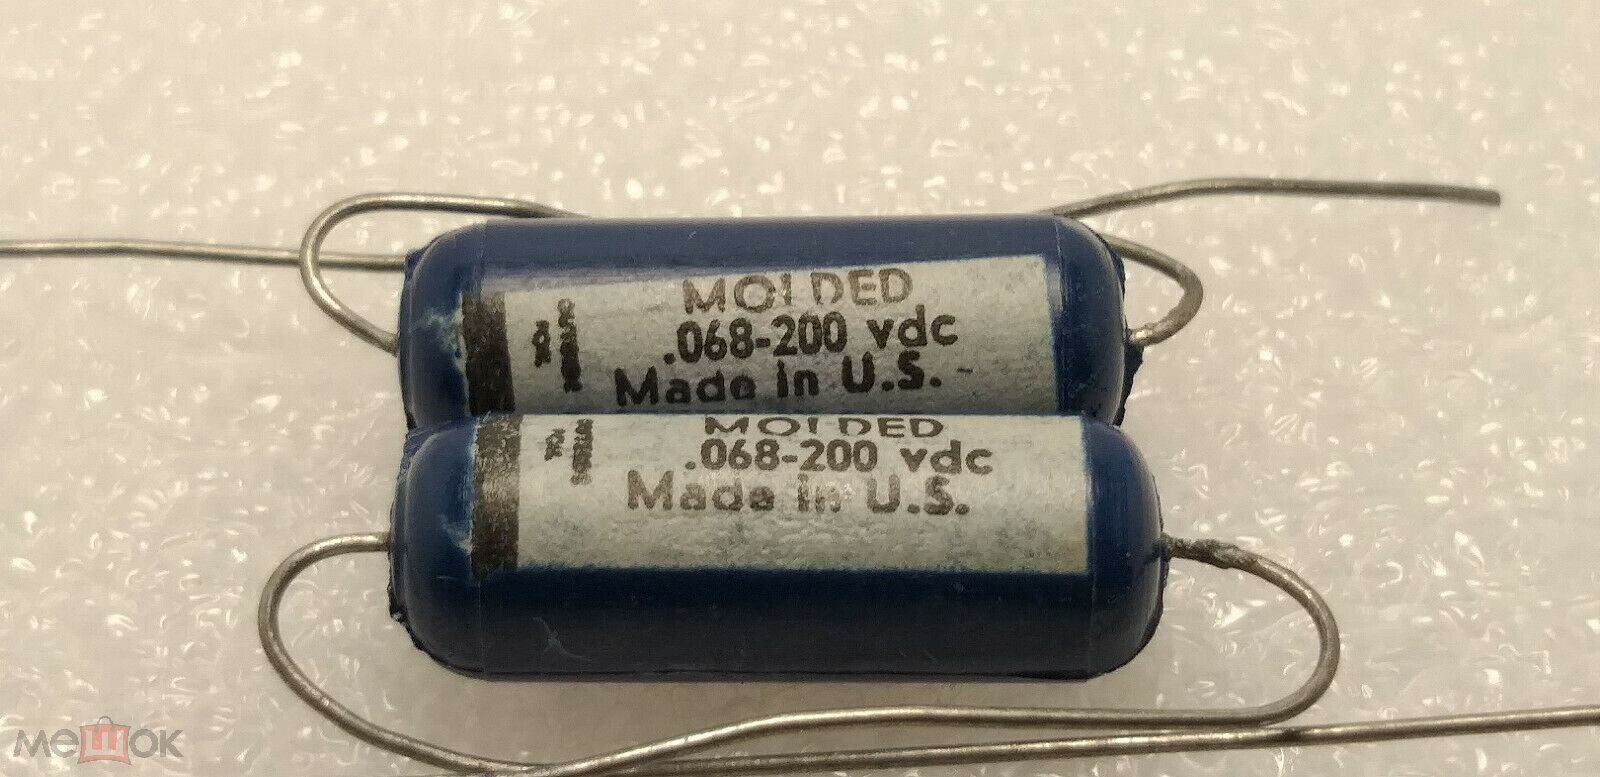 MOLDED
.068-200 vdc
Made in U.S.
MOLDED
.068-200 vdc
Made in U.S.
мешок